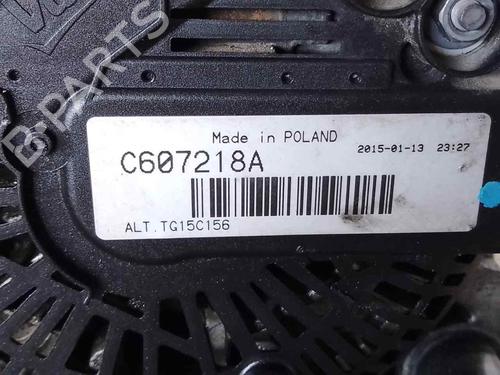 B-PARTS
Made in POLAND
2015-01-13 23:27
C607218A
ALT.TG15C156